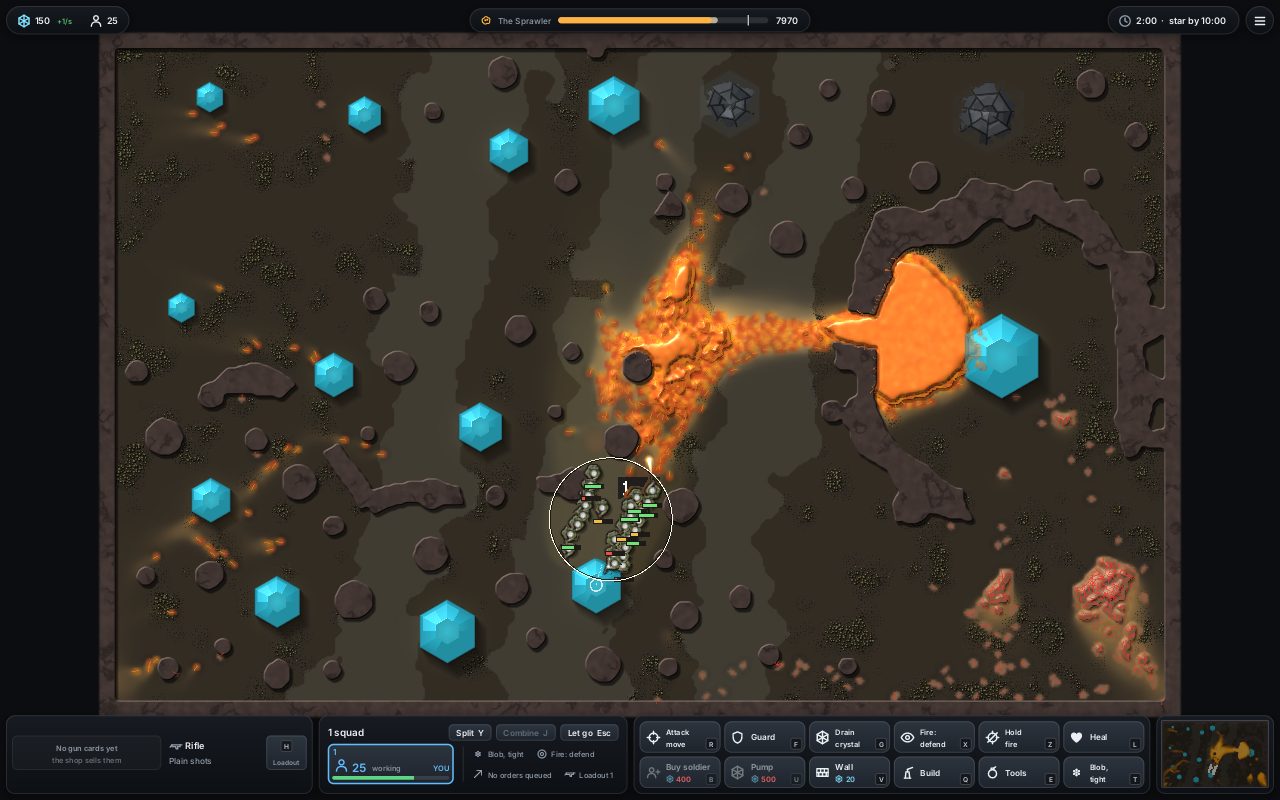 150 +1/s 25
The Sprawler 7970
2:00 · star by 10:00
1
No gun cards yet
the shop sells them
Rifle
Plain shots
H
Loadout
1 squad
Split Y
Combine J
Let go Esc
1
25 working YOU
Blob, tight
Fire: defend
No orders queued
Loadout 1
Attack move R
Guard F
Drain crystal O
Fire: defend X
Hold fire Z
Heal L
Buy soldier 400 B
Pump 500 U
Wall 20 V
Build Q
Tools E
Blob, tight T